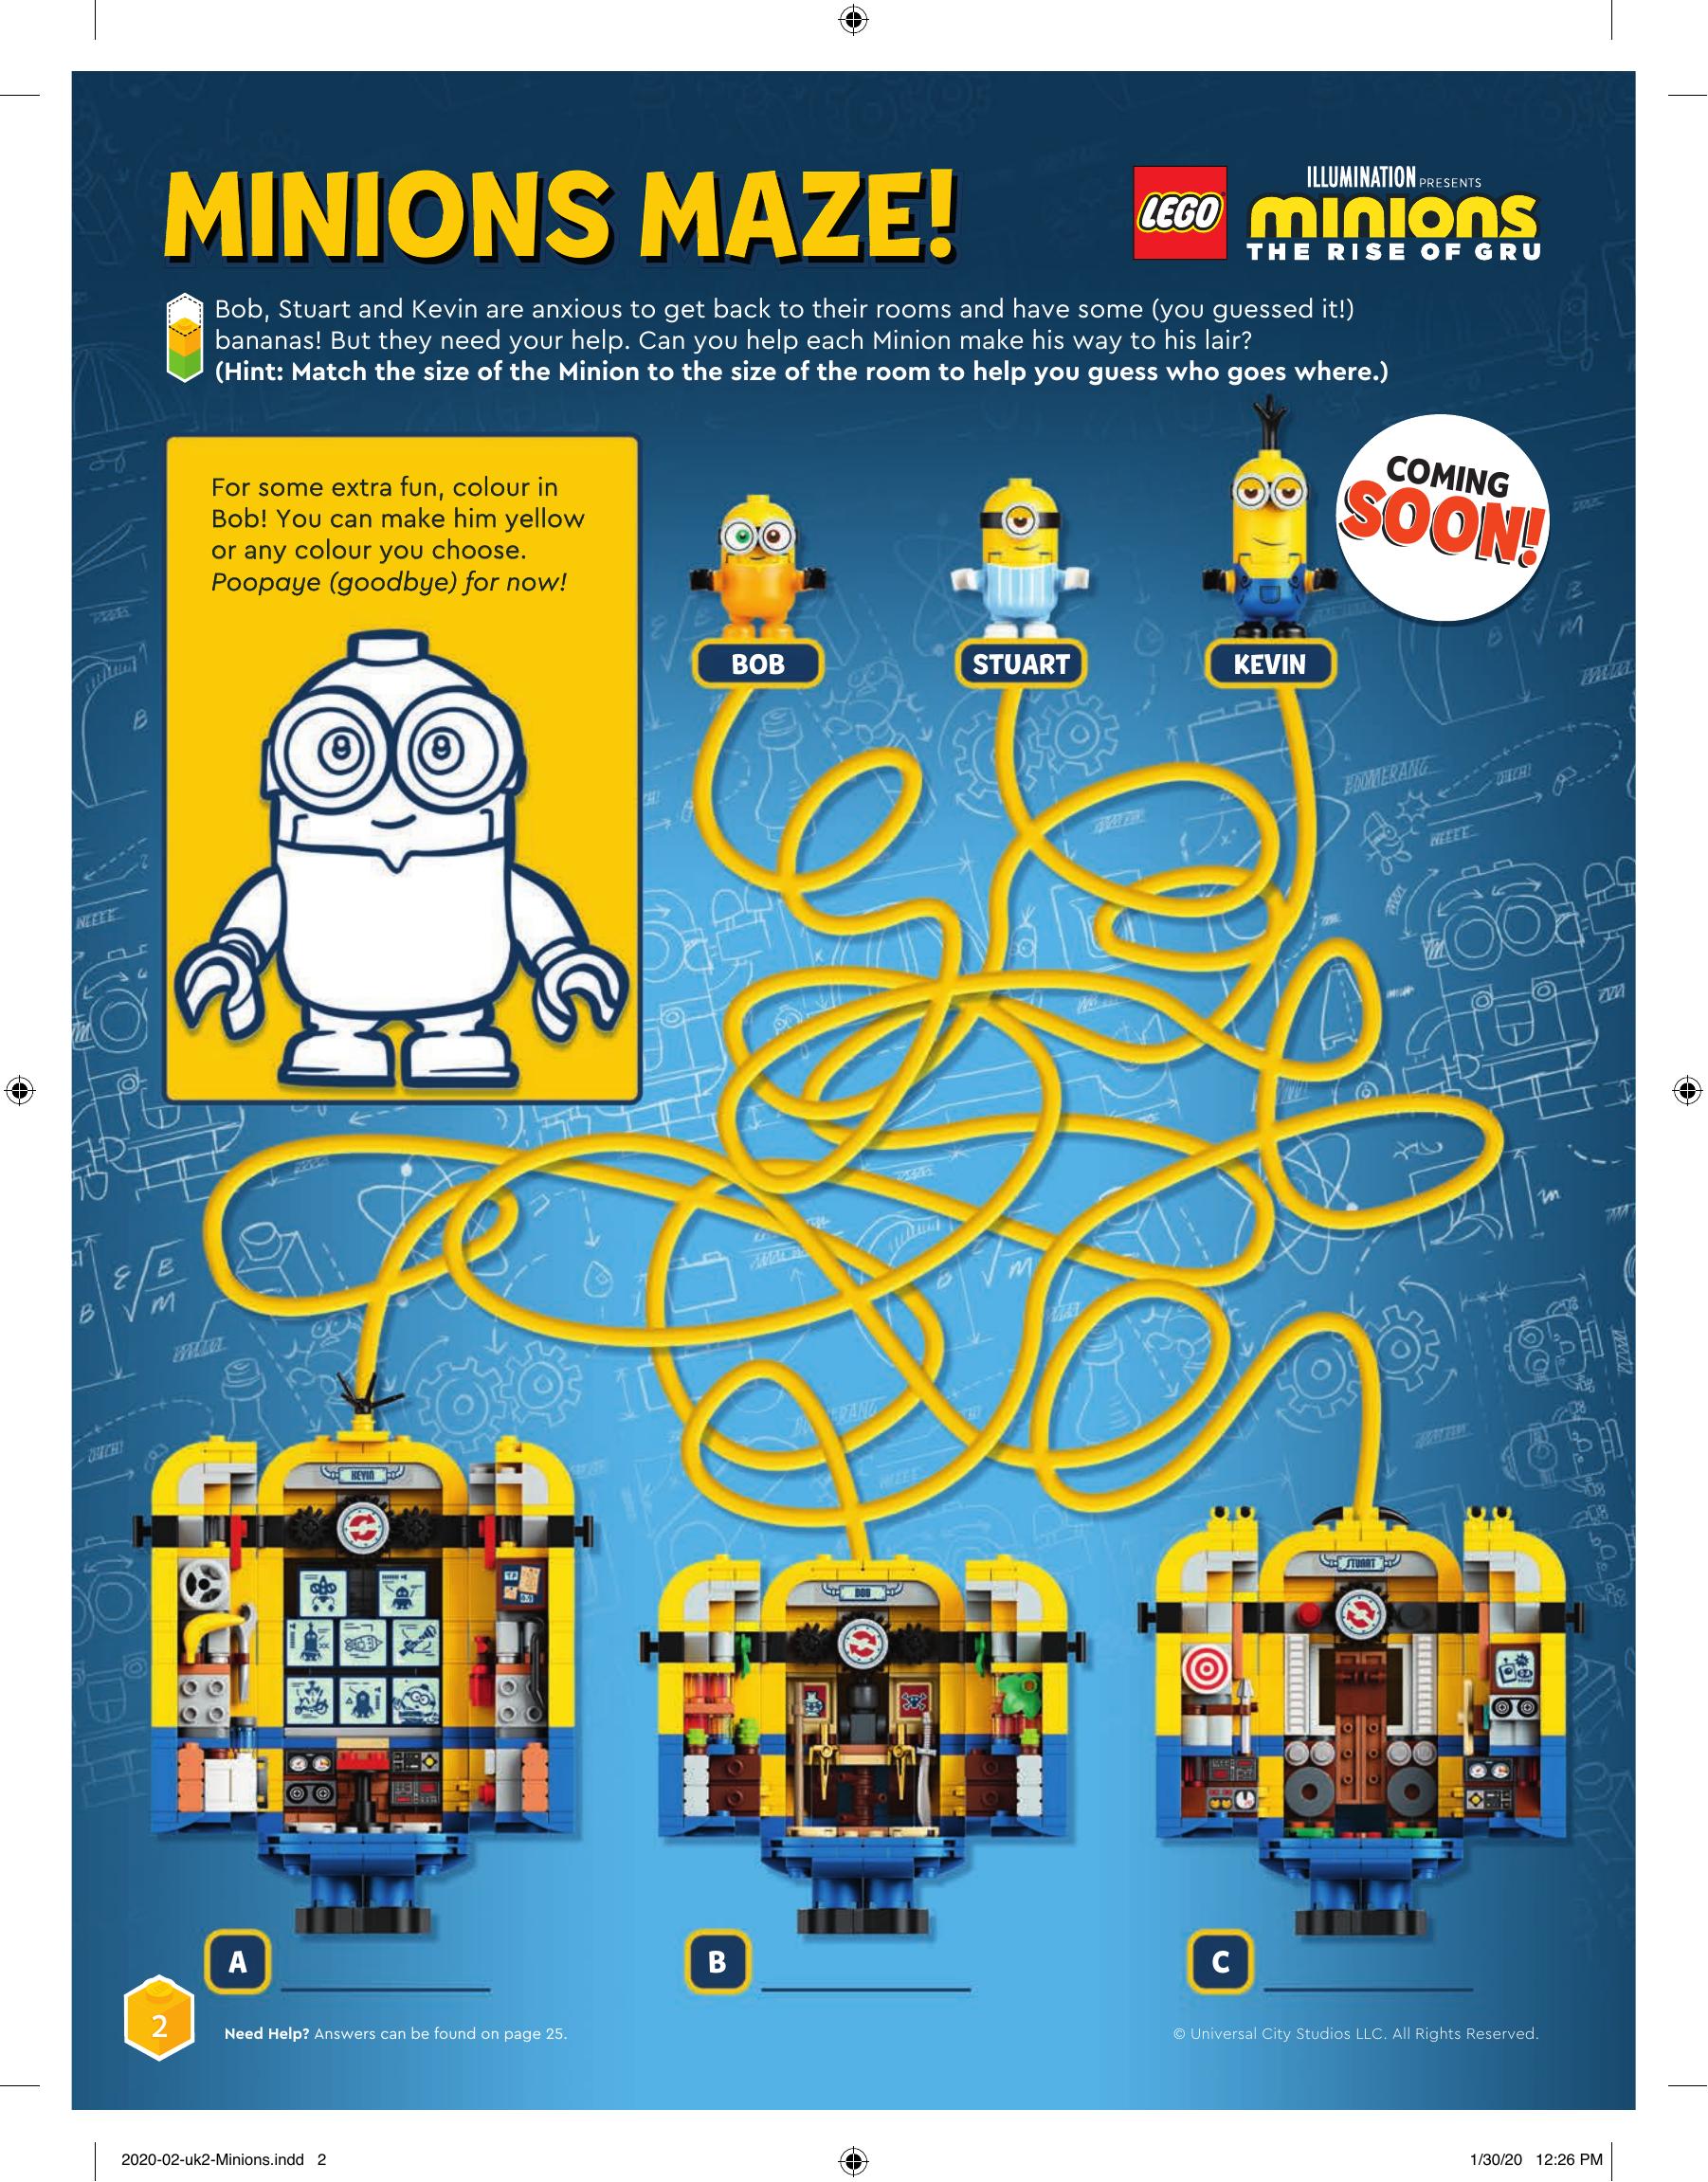 MINIONS MAZE!
LEGO
ILLUMINATION PRESENTS
minions
THE RISE OF GRU
Bob, Stuart and Kevin are anxious to get back to their rooms and have some (you guessed it!)
bananas! But they need your help. Can you help each Minion make his way to his lair?
(Hint: Match the size of the Minion to the size of the room to help you guess who goes where.)
For some extra fun, colour in
Bob! You can make him yellow
or any colour you choose.
Poopaye (goodbye) for now!
COMING
SOON!
BOB
STUART
KEVIN
BOOMERANG
OUCH!
KEVIN
BOB
STUART
A
B
C
2
Need Help? Answers can be found on page 25.
© Universal City Studios LLC. All Rights Reserved.
2020-02-uk2-Minions.indd 2
1/30/20 12:26 PM